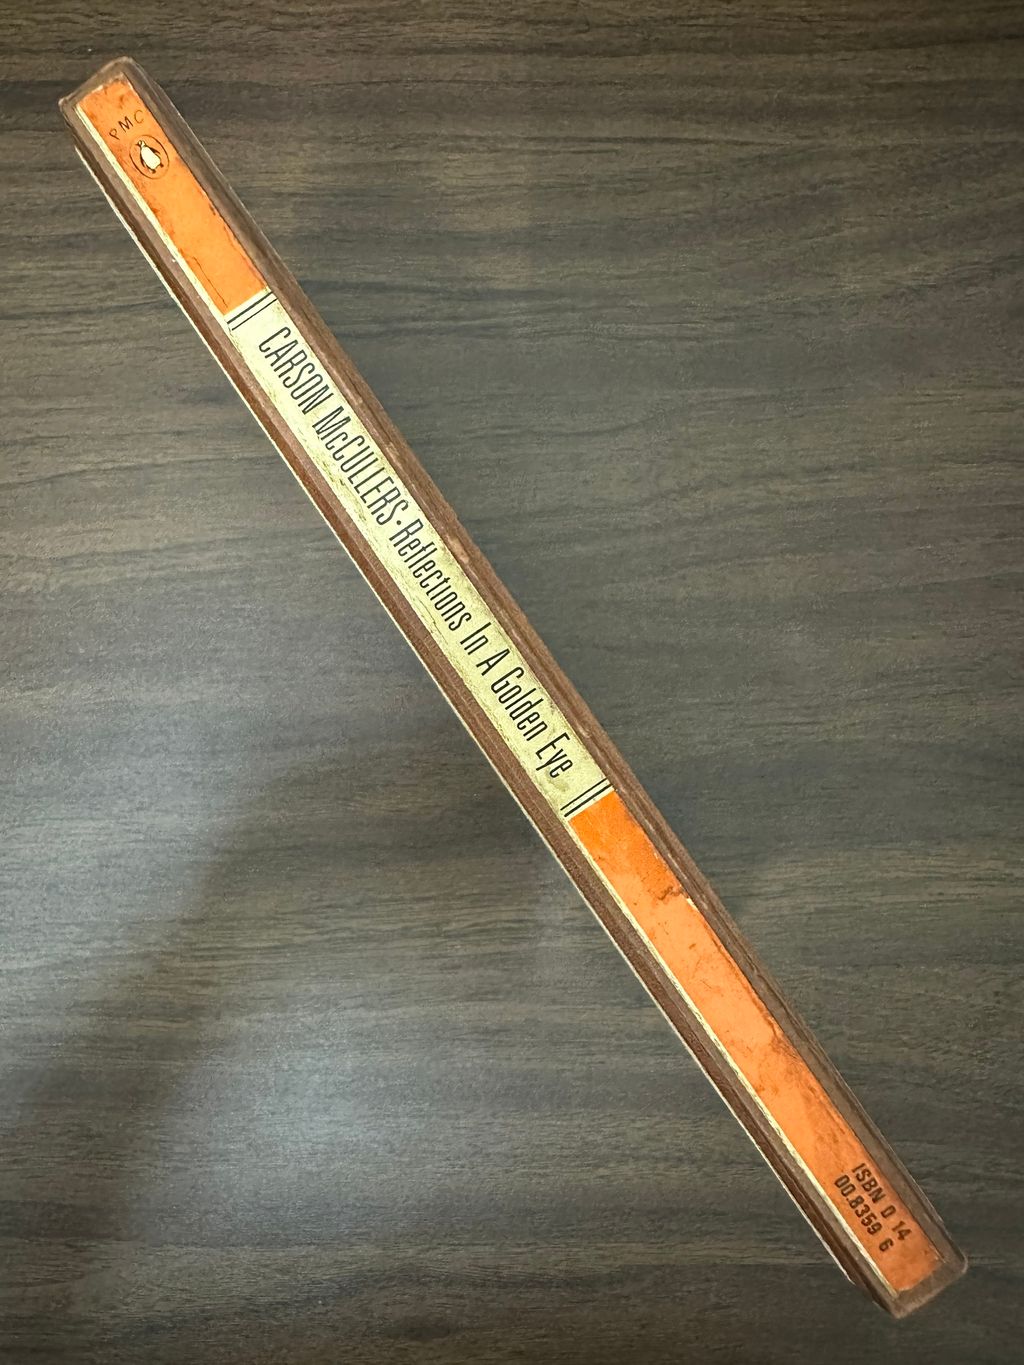 PMC
CARSON McCULLERS·Reflections In A Golden Eye
ISBN 0 14
00.8359 6